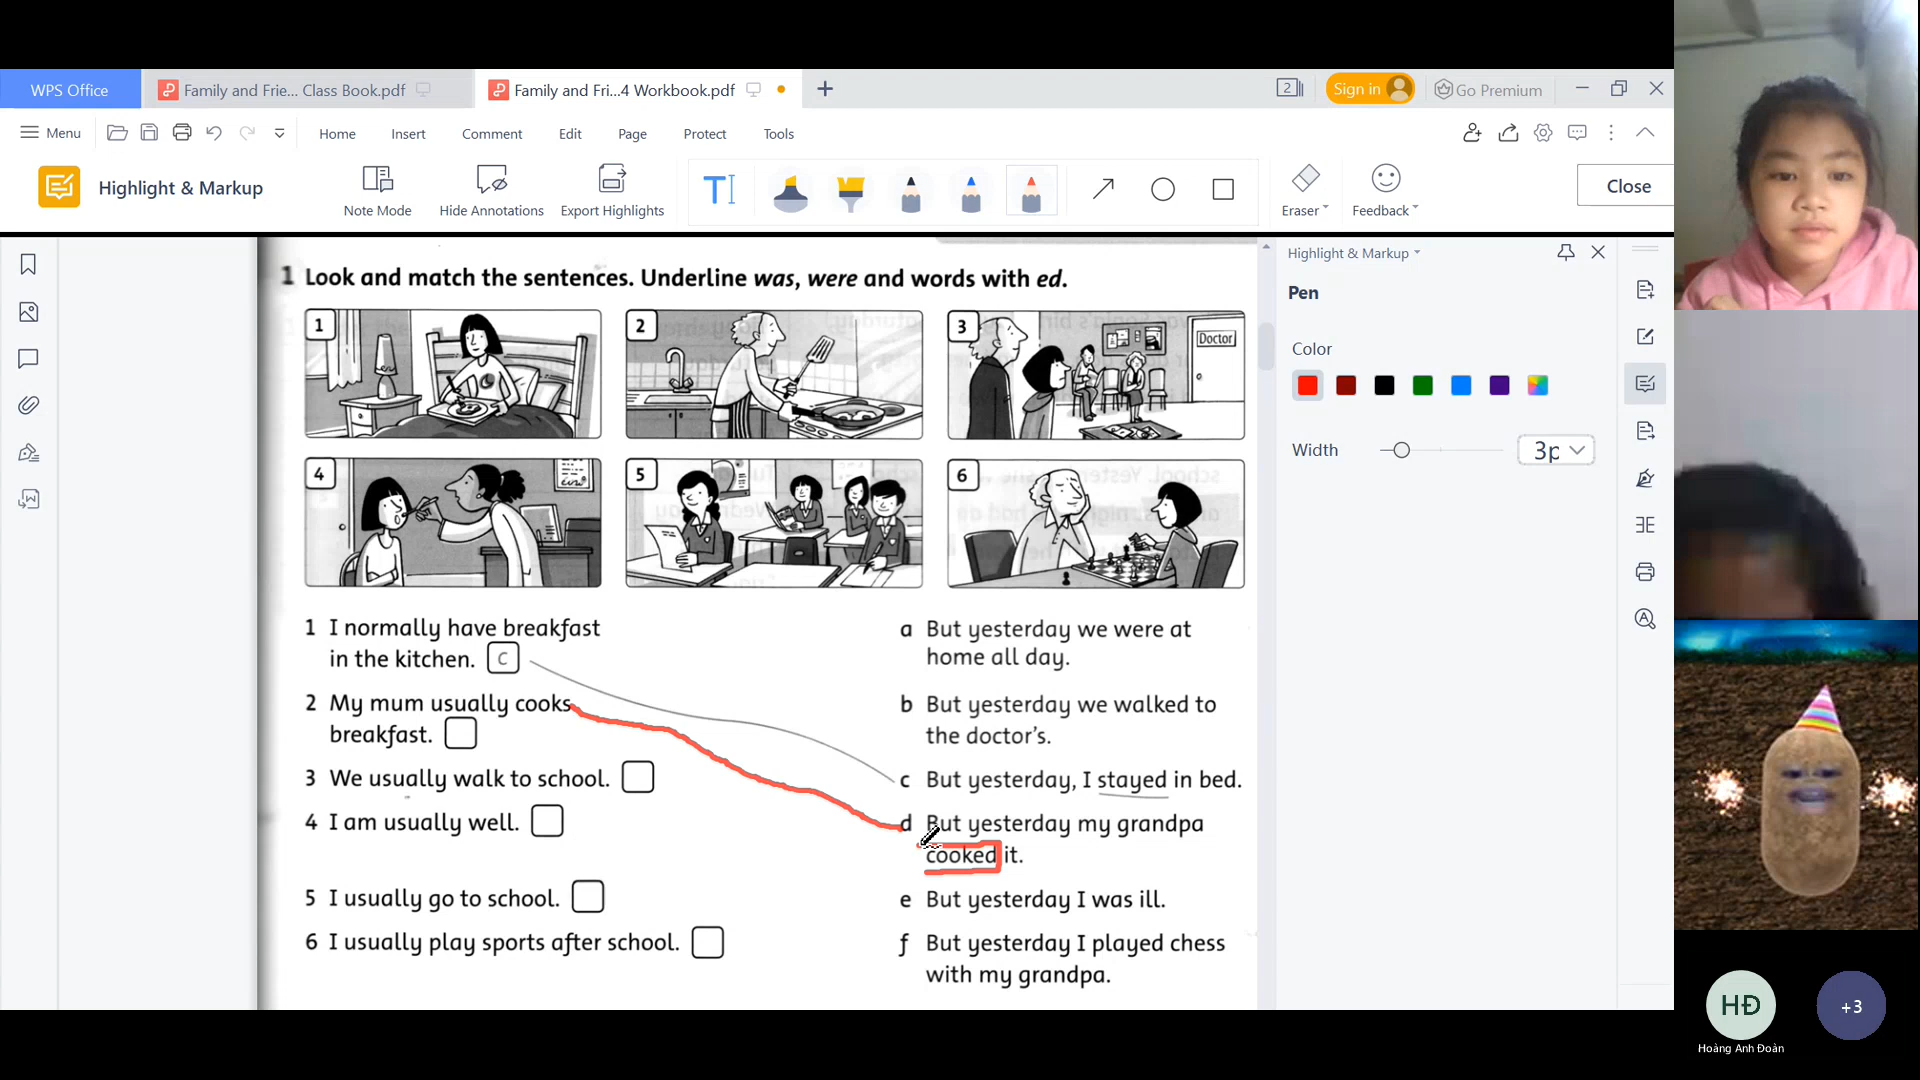 WPS Office
Family and Frie... Class Book.pdf
Family and Fri...4 Workbook.pdf
2
Sign in
Go Premium
Menu
Home
Insert
Comment
Edit
Page
Protect
Tools
Highlight & Markup
Note Mode
Hide Annotations
Export Highlights
Eraser
Feedback
Close
1 Look and match the sentences. Underline was, were and words with ed.
1
2
3
Doctor
4
5
6
1 I normally have breakfast
in the kitchen. c
2 My mum usually cooks
breakfast.
3 We usually walk to school.
4 I am usually well.
5 I usually go to school.
6 I usually play sports after school.
a But yesterday we were at
home all day.
b But yesterday we walked to
the doctor's.
c But yesterday, I stayed in bed.
d But yesterday my grandpa
cooked it.
e But yesterday I was ill.
f But yesterday I played chess
with my grandpa.
Highlight & Markup
Pen
Color
Width
3p
HĐ
Hoàng Anh Đoàn
+3